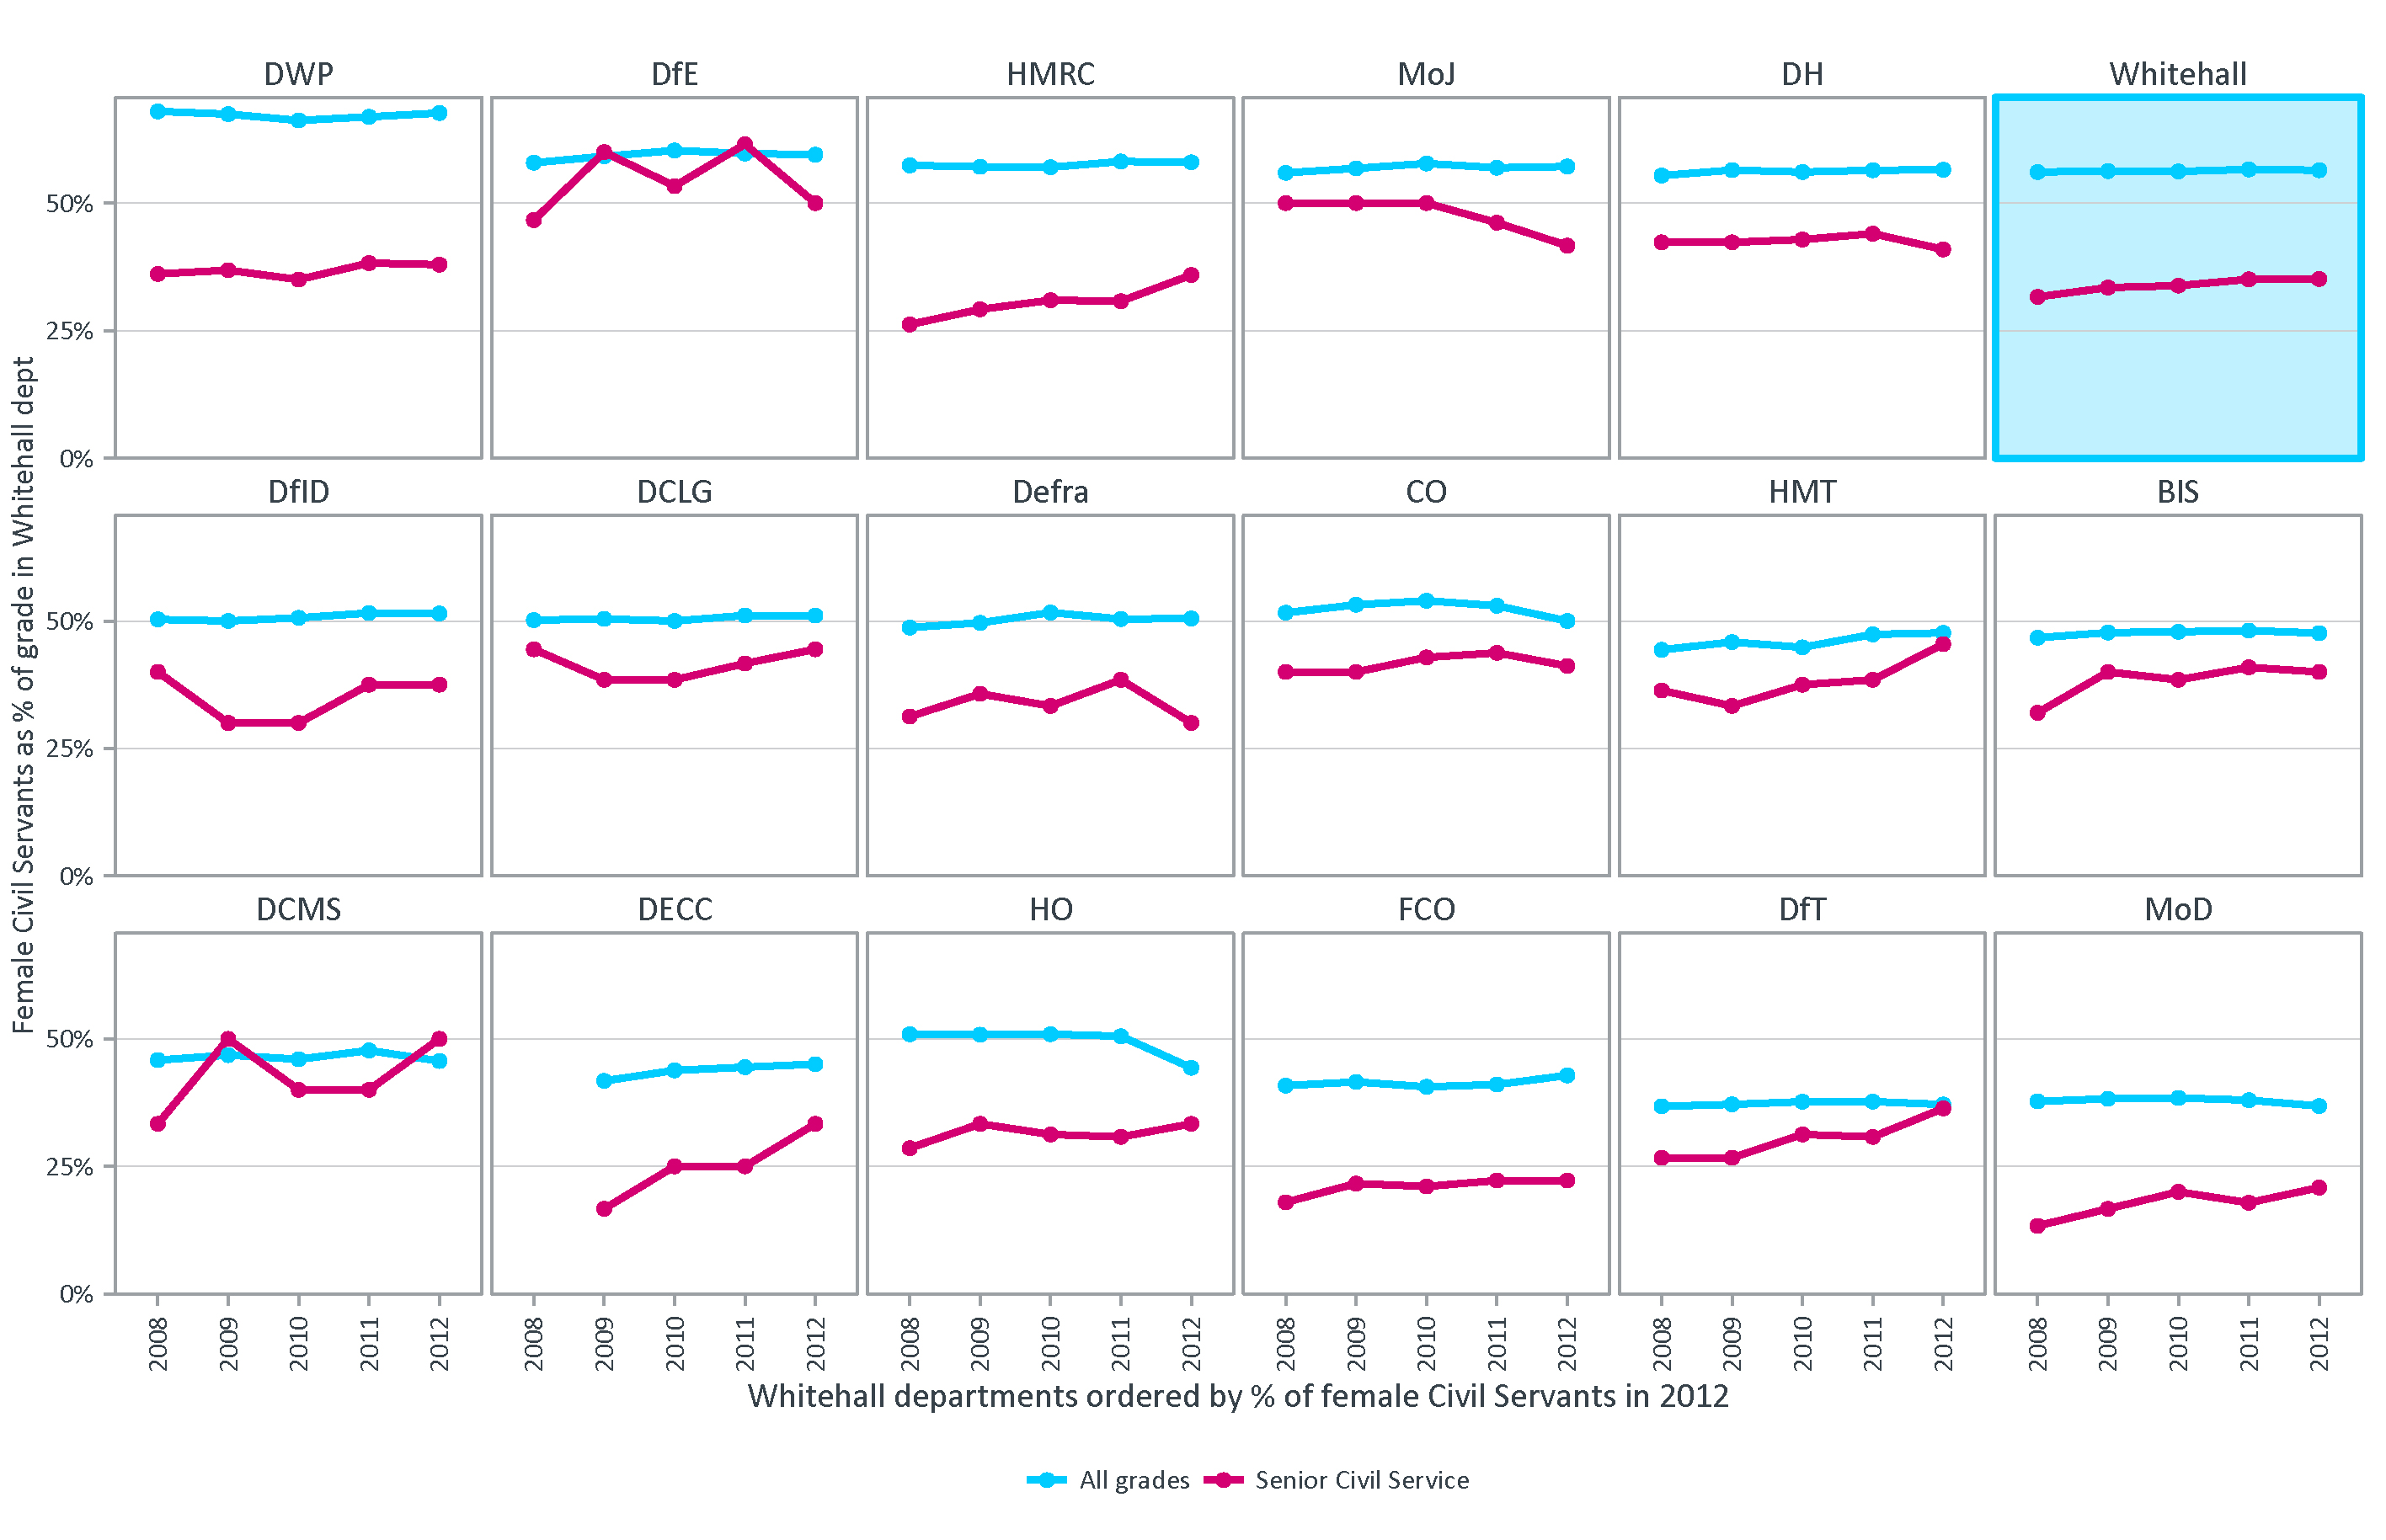 DWP DfE HMRC MoJ DH Whitehall
50%
25%
0%
Female Civil Servants as % of grade in Whitehall dept
DfID DCLG Defra CO HMT BIS
50%
25%
0%
DCMS DECC HO FCO DfT MoD
50%
25%
0%
2008 2009 2010 2011 2012 2008 2009 2010 2011 2012 2008 2009 2010 2011 2012 2008 2009 2010 2011 2012 2008 2009 2010 2011 2012 2008 2009 2010 2011 2012
Whitehall departments ordered by % of female Civil Servants in 2012
All grades Senior Civil Service